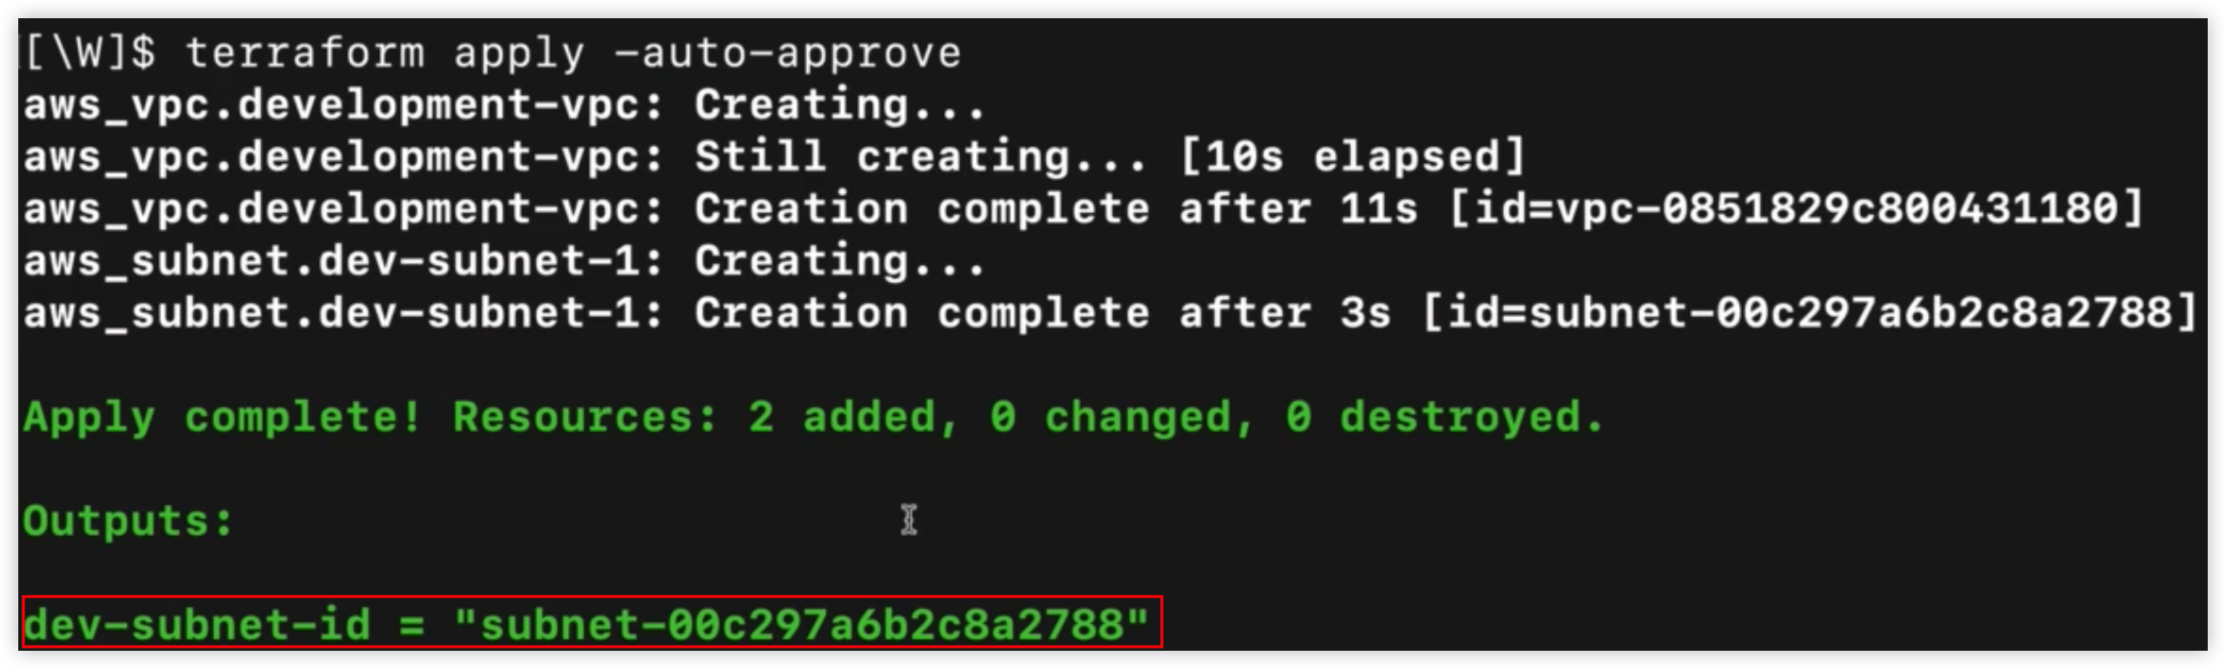 [\W]$ terraform apply -auto-approve
aws_vpc.development-vpc: Creating...
aws_vpc.development-vpc: Still creating... [10s elapsed]
aws_vpc.development-vpc: Creation complete after 11s [id=vpc-0851829c800431180]
aws_subnet.dev-subnet-1: Creating...
aws_subnet.dev-subnet-1: Creation complete after 3s [id=subnet-00c297a6b2c8a2788]
Apply complete! Resources: 2 added, 0 changed, 0 destroyed.
Outputs:
dev-subnet-id = "subnet-00c297a6b2c8a2788"